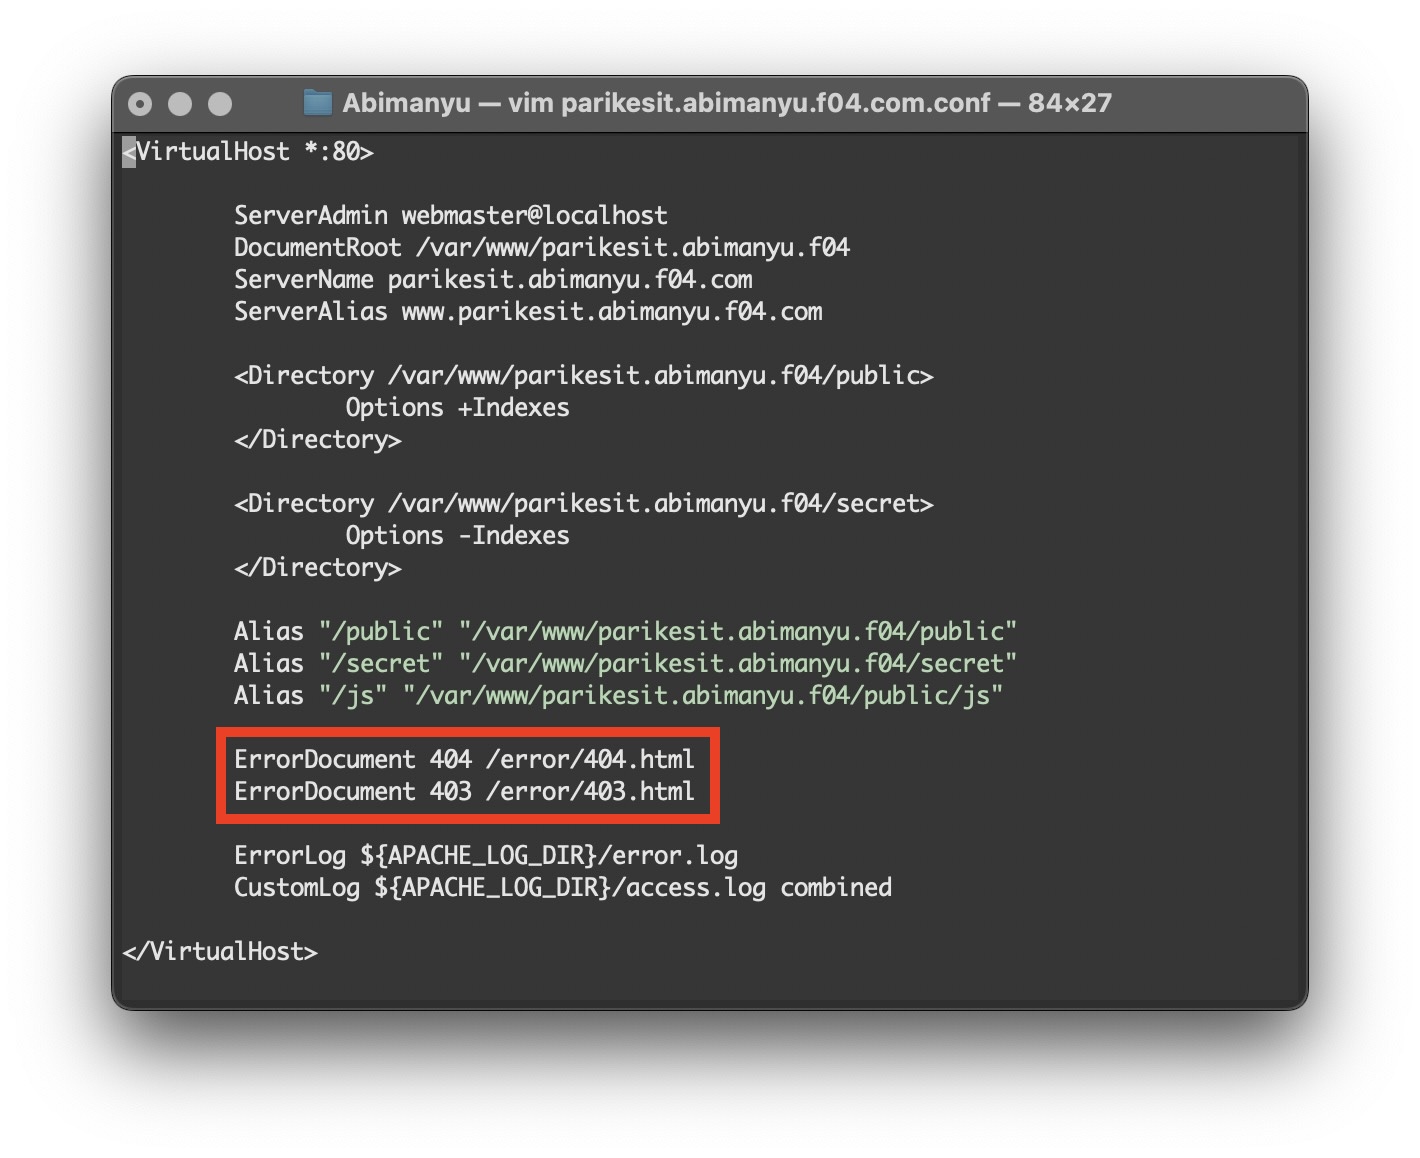 Abimanyu — vim parikesit.abimanyu.f04.com.conf — 84×27
<VirtualHost *:80>
ServerAdmin webmaster@localhost
DocumentRoot /var/www/parikesit.abimanyu.f04
ServerName parikesit.abimanyu.f04.com
ServerAlias www.parikesit.abimanyu.f04.com
<Directory /var/www/parikesit.abimanyu.f04/public>
Options +Indexes
</Directory>
<Directory /var/www/parikesit.abimanyu.f04/secret>
Options -Indexes
</Directory>
Alias "/public" "/var/www/parikesit.abimanyu.f04/public"
Alias "/secret" "/var/www/parikesit.abimanyu.f04/secret"
Alias "/js" "/var/www/parikesit.abimanyu.f04/public/js"
ErrorDocument 404 /error/404.html
ErrorDocument 403 /error/403.html
ErrorLog ${APACHE_LOG_DIR}/error.log
CustomLog ${APACHE_LOG_DIR}/access.log combined
</VirtualHost>